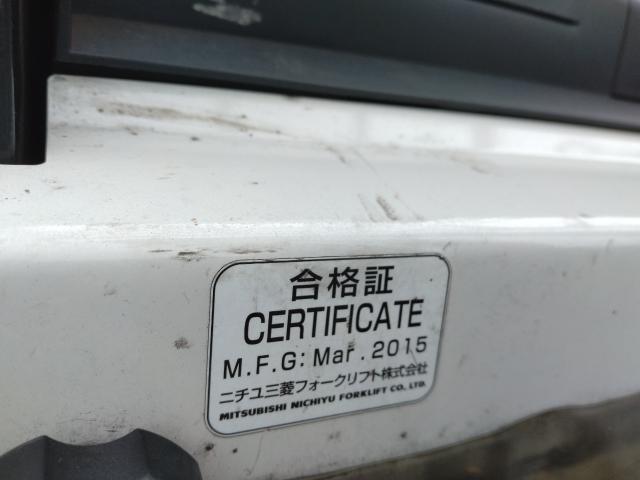 合格証
CERTIFICATE
M.F.G: Mar. 2015
ニチユ三菱フォークリフト株式会社
MITSUBISHI NICHIYU FORKLIFT CO. LTD.